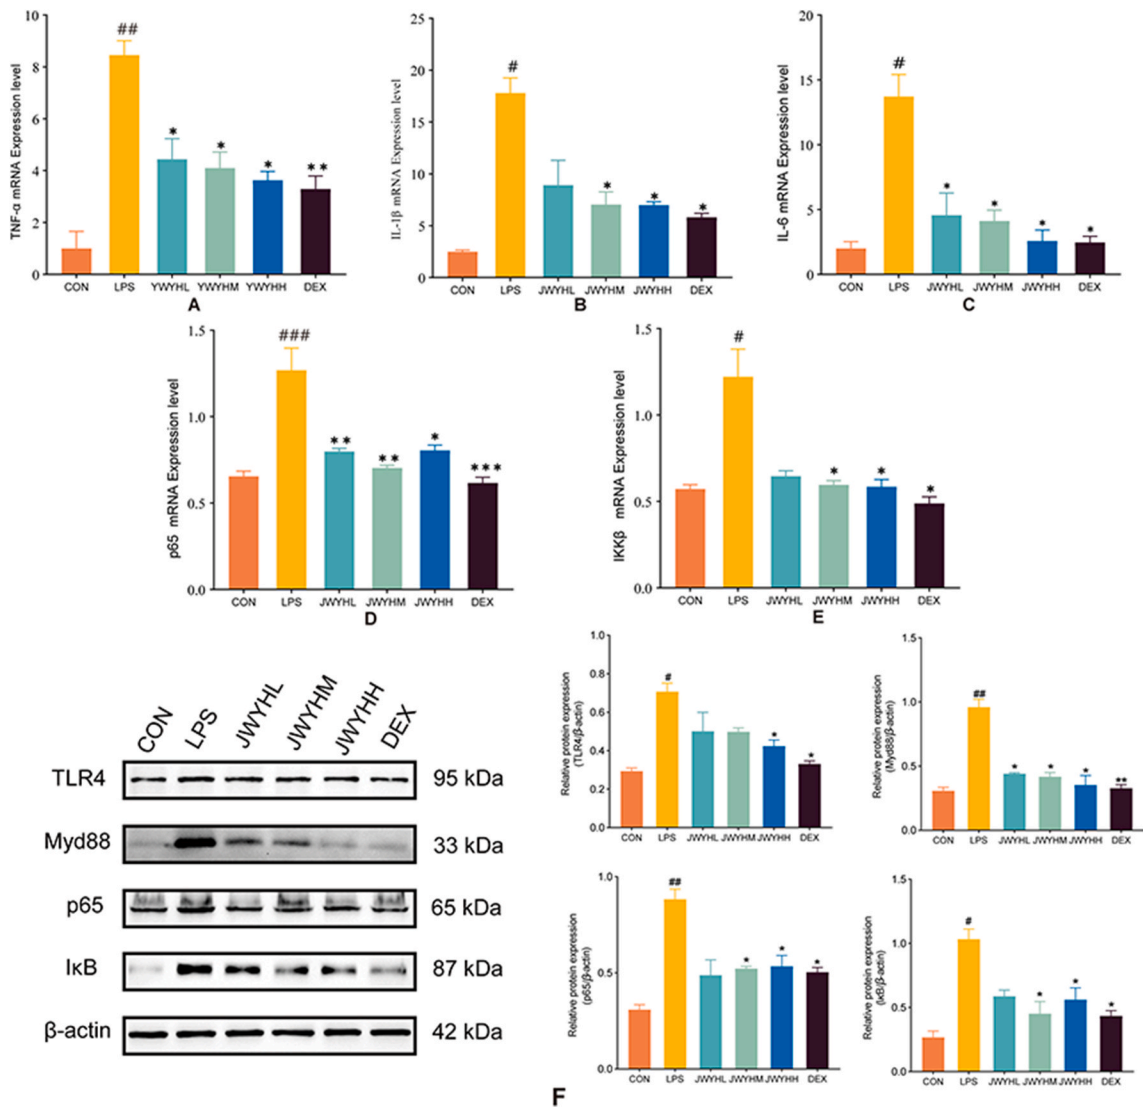 TNF-α mRNA Expression level
10
8
6
4
2
0
##
*
*
*
**
CON LPS YWYHL YWYHM YWYHH DEX
A
IL-1β mRNA Expression level
25
20
15
10
5
0
#
*
*
*
CON LPS JWYHL JWYHM JWYHH DEX
B
IL-6 mRNA Expression level
20
15
10
5
0
#
*
*
*
*
CON LPS JWYHL JWYHM JWYHH DEX
C
p65 mRNA Expression level
1.5
1.0
0.5
0.0
###
**
**
*
***
CON LPS JWYHL JWYHM JWYHH DEX
D
IKKβ mRNA Expression level
1.5
1.0
0.5
0.0
#
*
*
*
CON LPS JWYHL JWYHM JWYHH DEX
E
CON LPS JWYHL JWYHM JWYHH DEX
TLR4 95 kDa
Myd88 33 kDa
p65 65 kDa
IκB 87 kDa
β-actin 42 kDa
Relative protein expression
(TLR4/β-actin)
1.0
0.8
0.6
0.4
0.2
0.0
#
*
*
CON LPS JWYHL JWYHM JWYHH DEX
Relative protein expression
(Myd88/β-actin)
1.5
1.0
0.5
0.0
##
*
*
*
**
CON LPS JWYHL JWYHM JWYHH DEX
Relative protein expression
(p65/β-actin)
1.0
0.5
0.0
##
*
*
*
CON LPS JWYHL JWYHM JWYHH DEX
Relative protein expression
(IκB/β-actin)
1.5
1.0
0.5
0.0
#
*
*
*
CON LPS JWYHL JWYHM JWYHH DEX
F